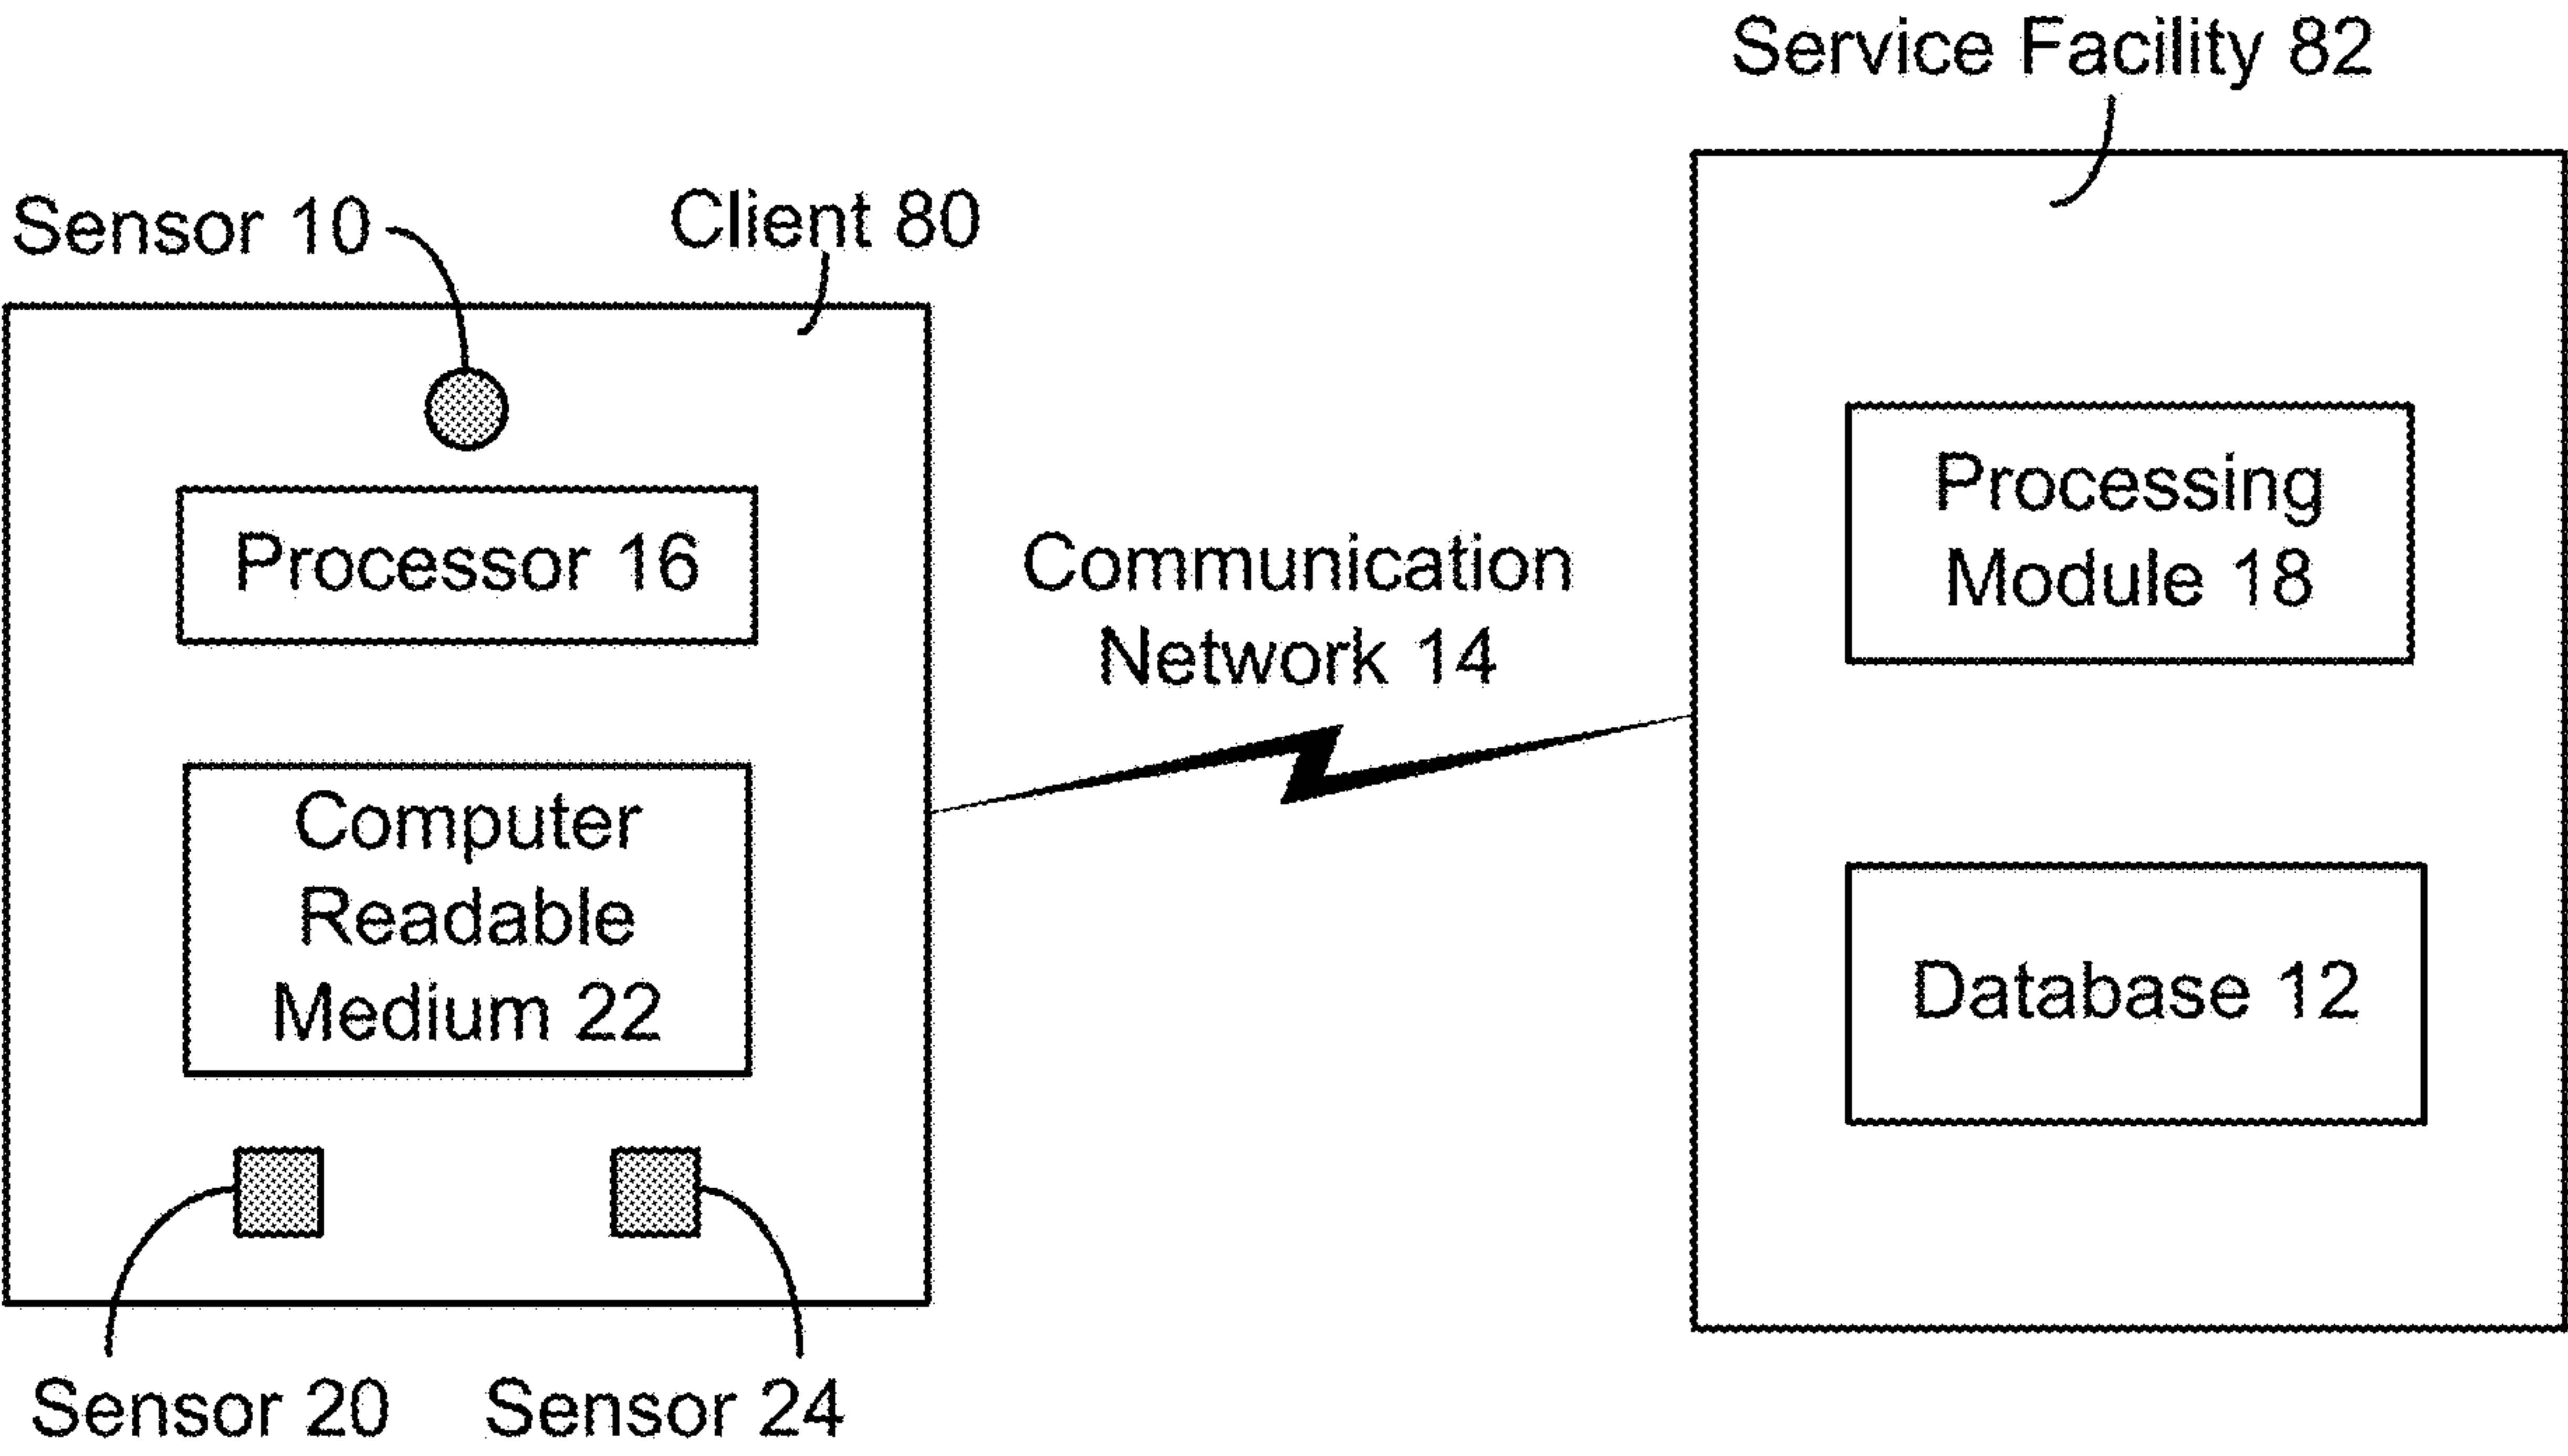 Service Facility 82
Sensor 10
Client 80
Processor 16
Computer
Readable
Medium 22
Sensor 20
Sensor 24
Communication
Network 14
Processing
Module 18
Database 12